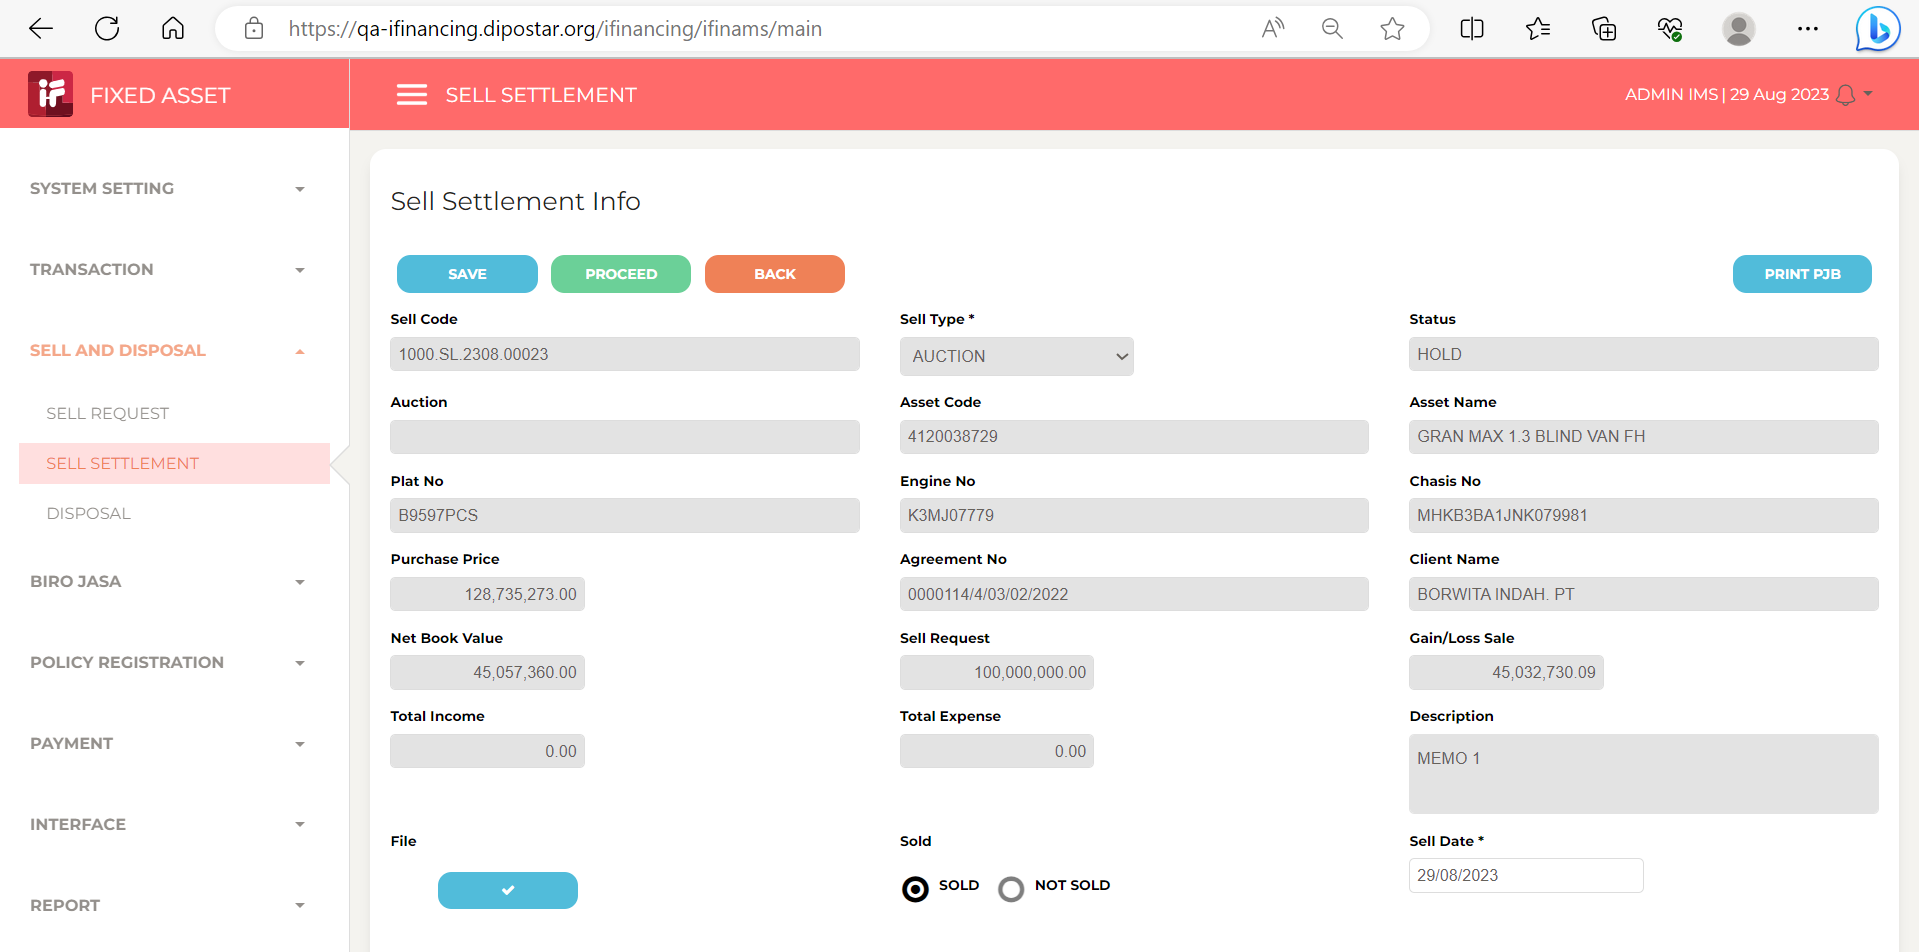 https://qa-ifinancing.dipostar.org/ifinancing/ifinams/main
iF FIXED ASSET
SELL SETTLEMENT
ADMIN IMS | 29 Aug 2023
SYSTEM SETTING
TRANSACTION
SELL AND DISPOSAL
SELL REQUEST
SELL SETTLEMENT
DISPOSAL
BIRO JASA
POLICY REGISTRATION
PAYMENT
INTERFACE
REPORT
Sell Settlement Info
SAVE PROCEED BACK PRINT PJB
Sell Code Sell Type * Status
1000.SL.2308.00023 AUCTION HOLD
Auction Asset Code Asset Name
4120038729 GRAN MAX 1.3 BLIND VAN FH
Plat No Engine No Chasis No
B9597PCS K3MJ07779 MHKB3BA1JNK079981
Purchase Price Agreement No Client Name
128,735,273.00 0000114/4/03/02/2022 BORWITA INDAH. PT
Net Book Value Sell Request Gain/Loss Sale
45,057,360.00 100,000,000.00 45,032,730.09
Total Income Total Expense Description
0.00 0.00 MEMO 1
File Sold Sell Date *
SOLD NOT SOLD 29/08/2023